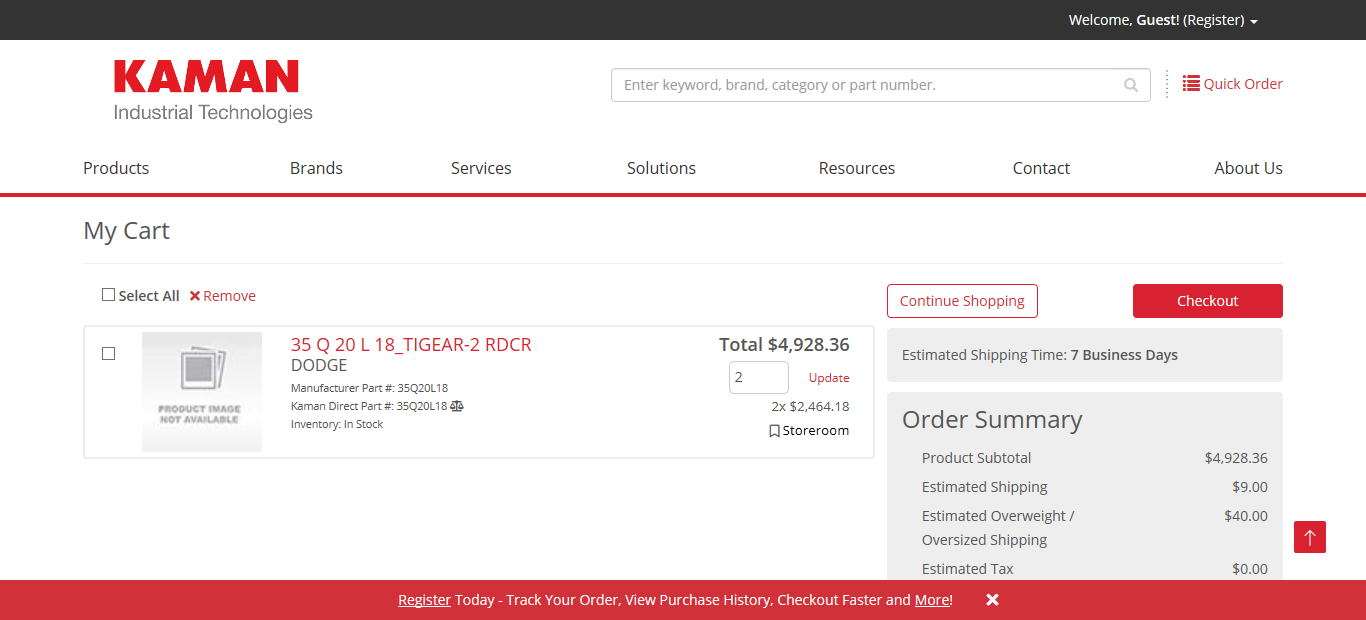 Welcome, Guest! (Register)
KAMAN
Industrial Technologies
Enter keyword, brand, category or part number.
Quick Order
Products Brands Services Solutions Resources Contact About Us
My Cart
Select All Remove
Continue Shopping
Checkout
PRODUCT IMAGE
NOT AVAILABLE
35 Q 20 L 18_TIGEAR-2 RDCR
DODGE
Manufacturer Part #: 35Q20L18
Kaman Direct Part #: 35Q20L18
Inventory: In Stock
Total $4,928.36
2 Update
2x $2,464.18
Storeroom
Estimated Shipping Time: 7 Business Days
Order Summary
Product Subtotal $4,928.36
Estimated Shipping $9.00
Estimated Overweight / $40.00
Oversized Shipping
Estimated Tax $0.00
Register Today - Track Your Order, View Purchase History, Checkout Faster and More!